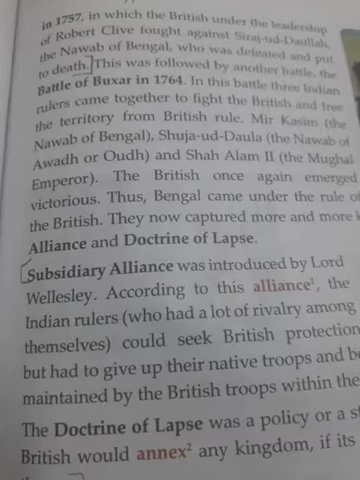 in 1757, in which the British under the leadership
of Robert Clive fought against Siraj-ud-Daullah,
the Nawab of Bengal, who was defeated and put
to death. This was followed by another battle, the
Battle of Buxar in 1764. In this battle three Indian
rulers came together to fight the British and free
the territory from British rule. Mir Kasim (the
Nawab of Bengal), Shuja-ud-Daula (the Nawab of
Awadh or Oudh) and Shah Alam II (the Mughal
Emperor). The British once again emerged
victorious. Thus, Bengal came under the rule of
the British. They now captured more and more
Alliance and Doctrine of Lapse.
Subsidiary Alliance was introduced by Lord
Wellesley. According to this alliance¹, the
Indian rulers (who had a lot of rivalry among
themselves) could seek British protection
but had to give up their native troops and
maintained by the British troops within the
The Doctrine of Lapse was a policy or a
British would annex² any kingdom, if its